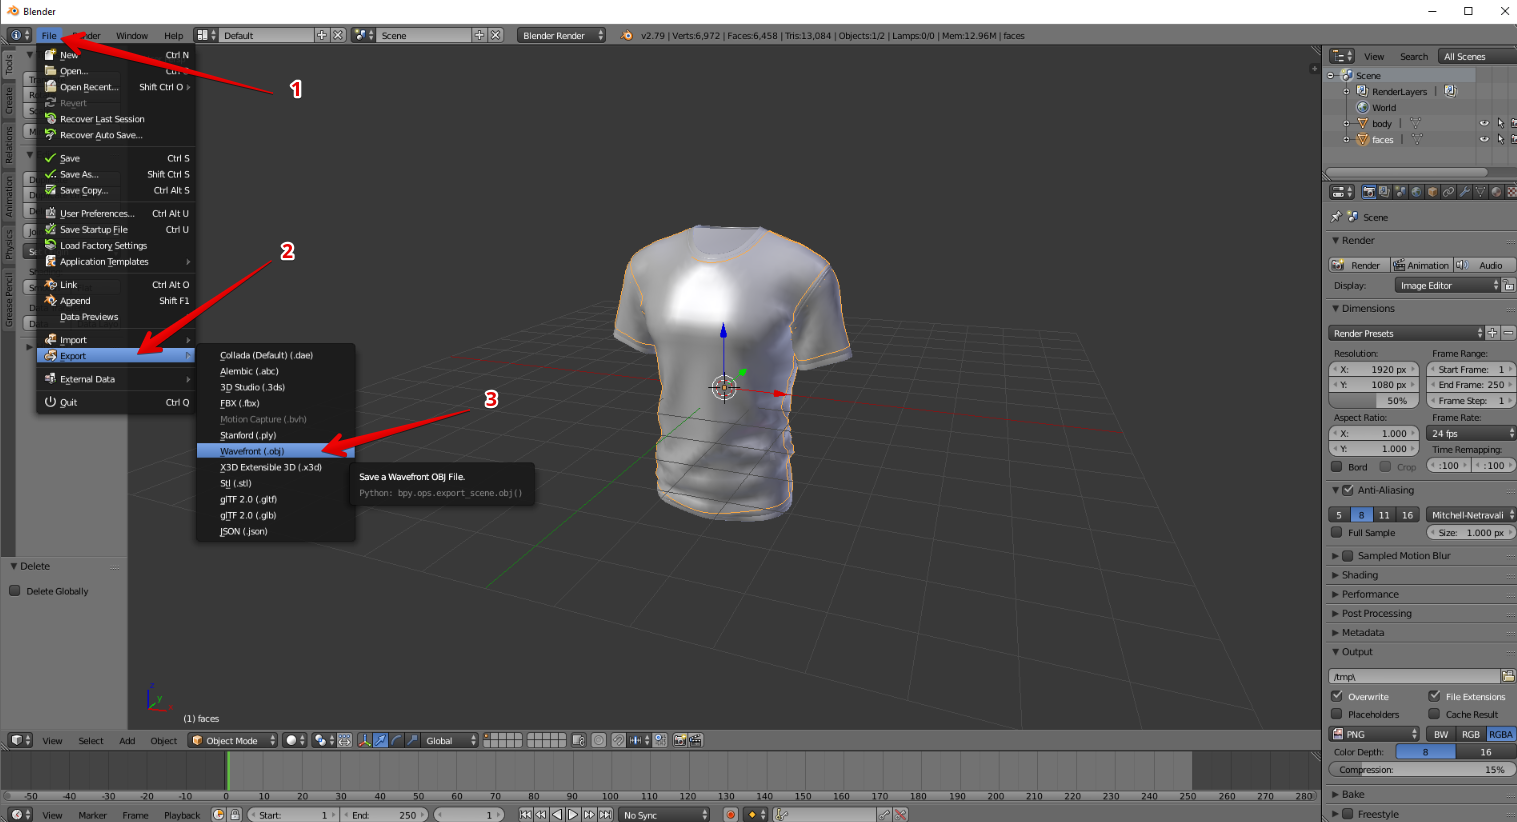 Blender
File Render Window Help Default Scene Blender Render v2.79 | Verts:6,972 | Faces:6,458 | Tris:13,084 | Objects:1/2 | Lamps:0/0 | Mem:12.96M | faces
New Ctrl N
Open...
Open Recent... Shift Ctrl O
Revert
Recover Last Session
Recover Auto Save...
Save Ctrl S
Save As... Shift Ctrl S
Save Copy... Ctrl Alt S
User Preferences... Ctrl Alt U
Save Startup File Ctrl U
Load Factory Settings
Application Templates
Link Ctrl Alt O
Append Shift F1
Data Previews
Import
Export
External Data
Quit Ctrl Q
1
2
3
Collada (Default) (.dae)
Alembic (.abc)
3D Studio (.3ds)
FBX (.fbx)
Motion Capture (.bvh)
Stanford (.ply)
Wavefront (.obj)
X3D Extensible 3D (.x3d)
Stl (.stl)
glTF 2.0 (.gltf)
glTF 2.0 (.glb)
JSON (.json)
Save a Wavefront OBJ File.
Python: bpy.ops.export_scene.obj()
Tools
Create
Relations
Animation
Physics
Grease Pencil
Delete
Delete Globally
z
y
(1) faces
View Select Add Object Object Mode Global
-50 -40 -30 -20 -10 0 10 20 30 40 50 60 70 80 90 100 110 120 130 140 150 160 170 180 190 200 210 220 230 240 250 260 270 280
View Marker Frame Playback Start: 1 End: 250 1 No Sync
View Search All Scenes
Scene
RenderLayers
World
body
faces
Scene
Render
Render Animation Audio
Display: Image Editor
Dimensions
Render Presets
Resolution: Frame Range:
X: 1920 px Start Frame: 1
Y: 1080 px End Frame: 250
50% Frame Step: 1
Aspect Ratio: Frame Rate:
X: 1.000 24 fps
Y: 1.000 Time Remapping:
Bord Crop :100 :100
Anti-Aliasing
5 8 11 16 Mitchell-Netravali
Full Sample Size: 1.000 px
Sampled Motion Blur
Shading
Performance
Post Processing
Metadata
Output
/tmp\
Overwrite File Extensions
Placeholders Cache Result
PNG BW RGB RGBA
Color Depth: 8 16
Compression: 15%
Bake
Freestyle